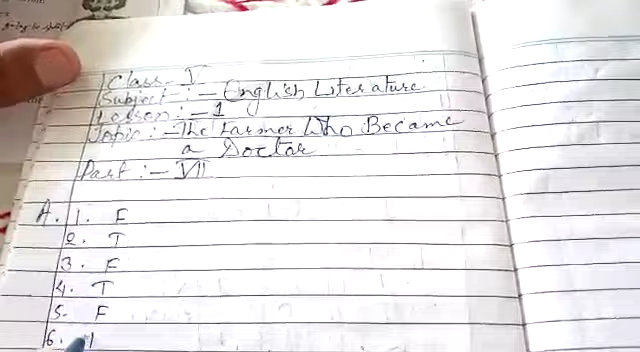 Class - V
Subject :- English Literature
Lesson :- 1
Topic :- The Farmer Who Became
a Doctor
Part :- VII
A. 1. F
2. T
3. F
4. T
5. F
6.